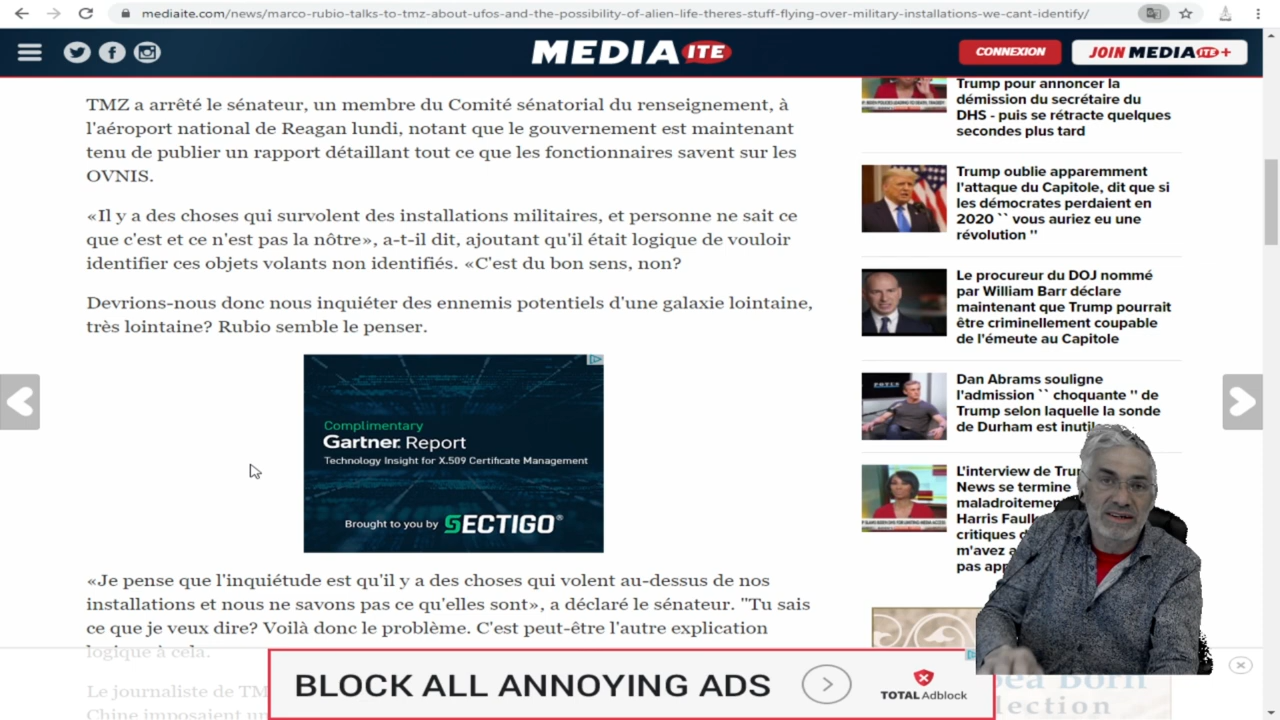 mediaite.com/news/marco-rubio-talks-to-tmz-about-ufos-and-the-possibility-of-alien-life-theres-stuff-flying-over-military-installations-we-cant-identify/
MEDIAITE
CONNEXION
JOIN MEDIAITE+
TMZ a arrêté le sénateur, un membre du Comité sénatorial du renseignement, à
l'aéroport national de Reagan lundi, notant que le gouvernement est maintenant
tenu de publier un rapport détaillant tout ce que les fonctionnaires savent sur les
OVNIS.
«Il y a des choses qui survolent des installations militaires, et personne ne sait ce
que c'est et ce n'est pas la nôtre», a-t-il dit, ajoutant qu'il était logique de vouloir
identifier ces objets volants non identifiés. «C'est du bon sens, non?
Devrions-nous donc nous inquiéter des ennemis potentiels d'une galaxie lointaine,
très lointaine? Rubio semble le penser.
Complimentary
Gartner Report
Technology Insight for X.509 Certificate Management
Brought to you by SECTIGO®
«Je pense que l'inquiétude est qu'il y a des choses qui volent au-dessus de nos
installations et nous ne savons pas ce qu'elles sont», a déclaré le sénateur. "Tu sais
ce que je veux dire? Voilà donc le problème. C'est peut-être l'autre explication
logique à cela.
Le journaliste de TM
Chine imposaient un
Trump pour annoncer la
démission du secrétaire du
DHS - puis se rétracte quelques
secondes plus tard
Trump oublie apparemment
l'attaque du Capitole, dit que si
les démocrates perdaient en
2020 `` vous auriez eu une
révolution ''
Le procureur du DOJ nommé
par William Barr déclare
maintenant que Trump pourrait
être criminellement coupable
de l'émeute au Capitole
Dan Abrams souligne
l'admission `` choquante '' de
Trump selon laquelle la sonde
de Durham est inutile
L'interview de Tru
News se termine
maladroitemen
Harris Faulk
critiques d
m'avez a
pas app
BLOCK ALL ANNOYING ADS
TOTAL Adblock